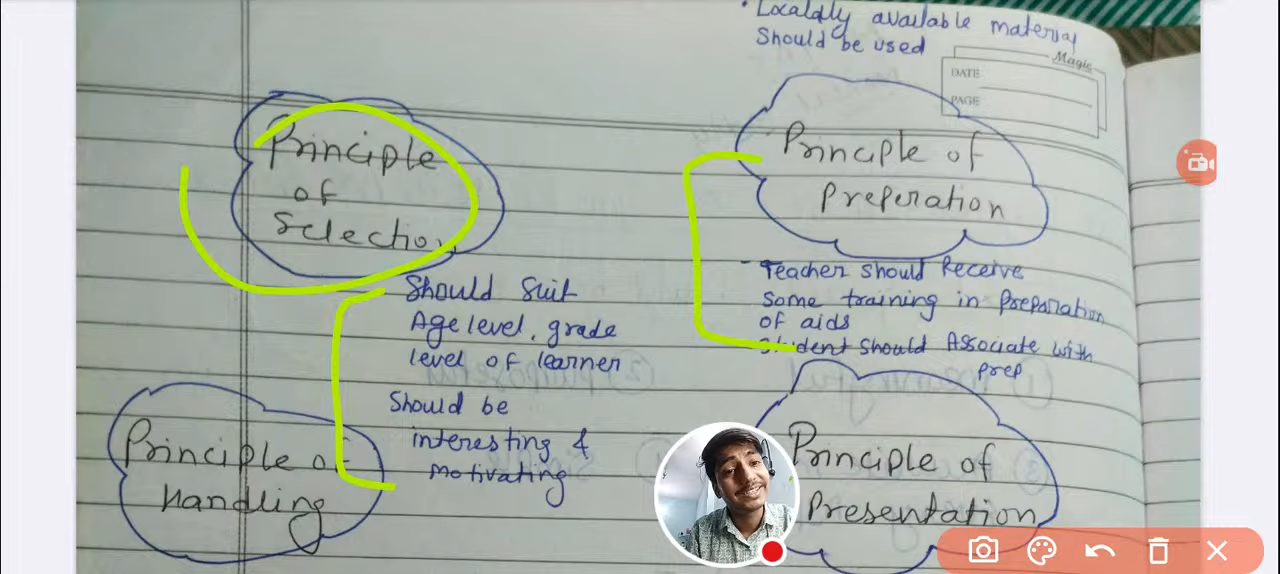 • Localdly available material
Should be used
Magic
DATE
PAGE
Principle
of
Selection
Should Suit
Age level, grade
level of learner
Should be
interesting &
Motivating
Principle of
Preperation
- Teacher should Receive
Some training in Preparation
of aids
Student should Associate with
Prep
Principle of
Handling
Principle of
Presentation